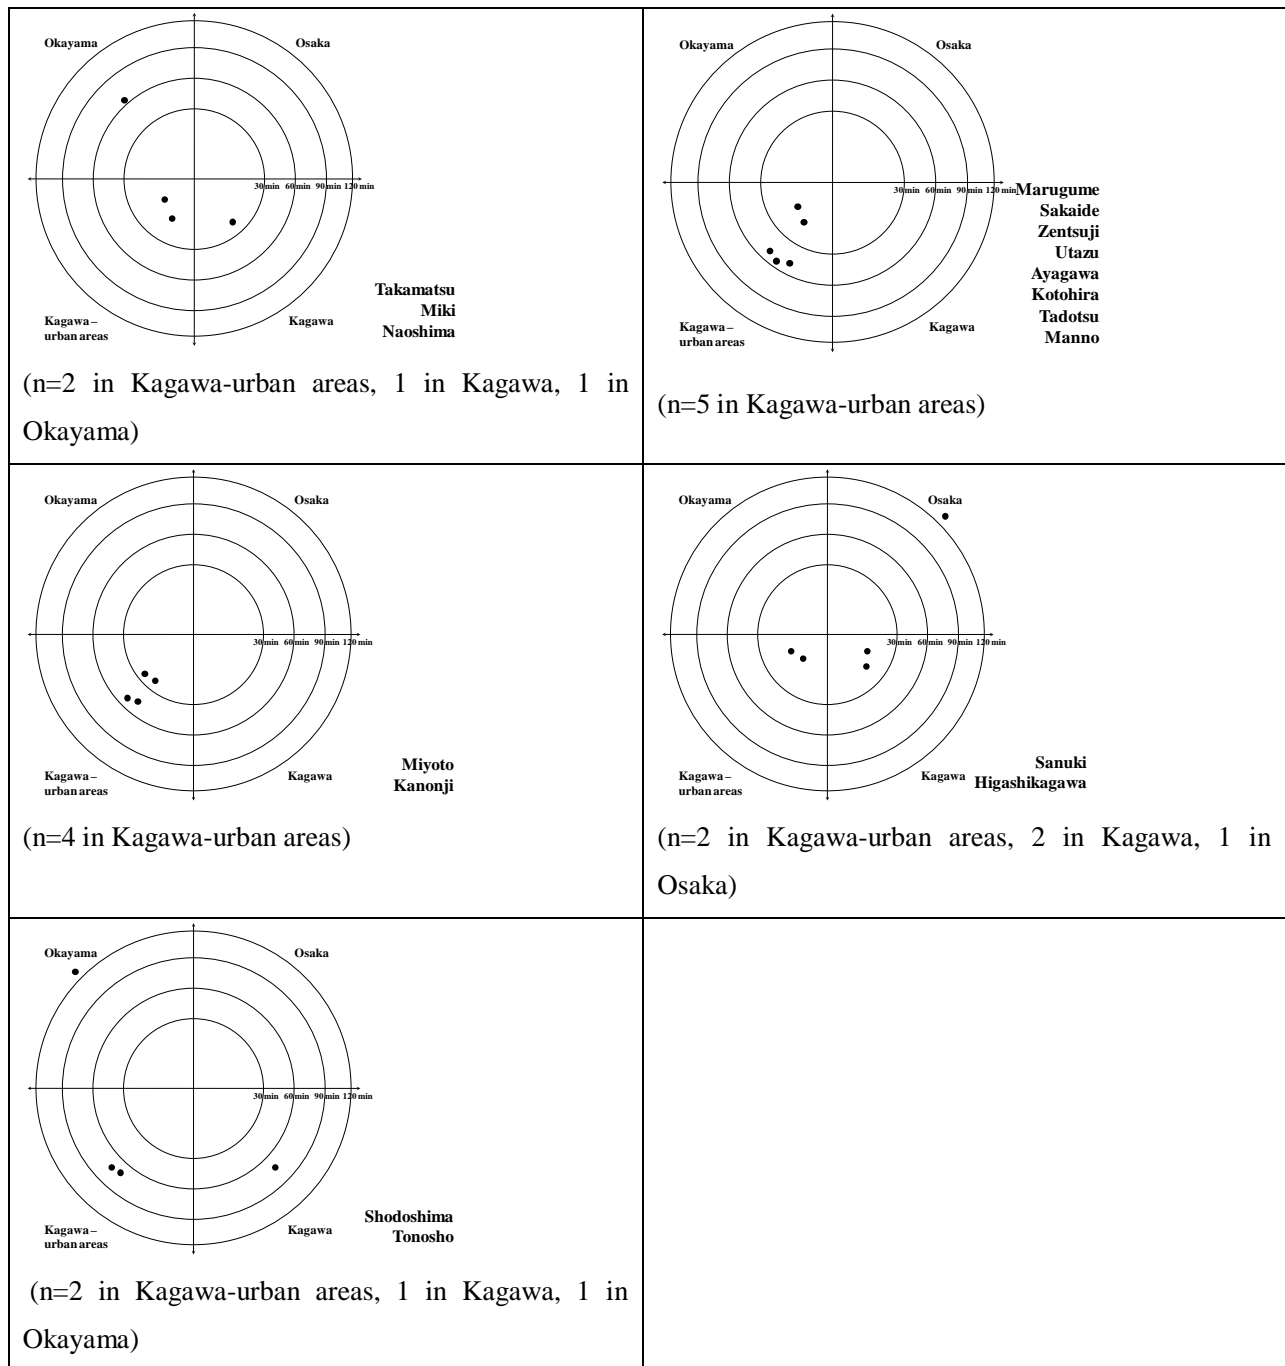 Okayama
Osaka
30 min 60 min 90 min 120 min
Kagawa –
urban areas
Kagawa
Takamatsu
Miki
Naoshima
(n=2 in Kagawa-urban areas, 1 in Kagawa, 1 in
Okayama)
Okayama
Osaka
30 min 60 min 90 min 120 min
Kagawa –
urban areas
Kagawa
Marugume
Sakaide
Zentsuji
Utazu
Ayagawa
Kotohira
Tadotsu
Manno
(n=5 in Kagawa-urban areas)
Okayama
Osaka
30 min 60 min 90 min 120 min
Kagawa –
urban areas
Kagawa
Miyoto
Kanonji
(n=4 in Kagawa-urban areas)
Okayama
Osaka
30 min 60 min 90 min 120 min
Kagawa –
urban areas
Kagawa
Sanuki
Higashikagawa
(n=2 in Kagawa-urban areas, 2 in Kagawa, 1 in
Osaka)
Okayama
Osaka
30 min 60 min 90 min 120 min
Kagawa –
urban areas
Kagawa
Shodoshima
Tonosho
(n=2 in Kagawa-urban areas, 1 in Kagawa, 1 in
Okayama)